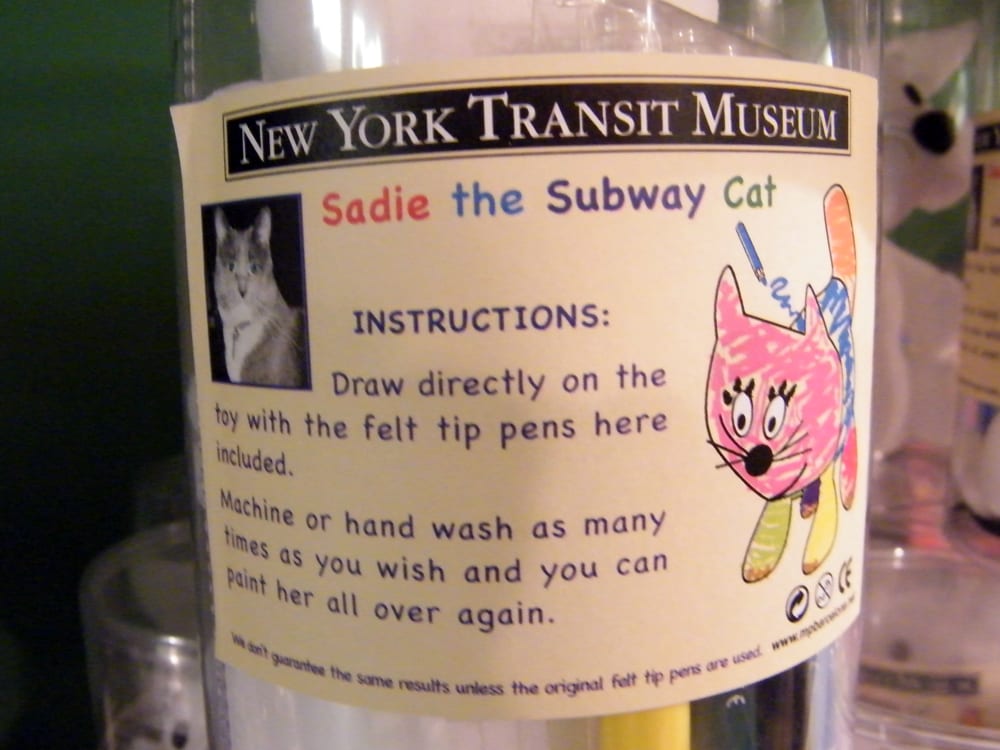 NEW YORK TRANSIT MUSEUM
Sadie the Subway Cat
INSTRUCTIONS:
Draw directly on the
toy with the felt tip pens here
included.
Machine or hand wash as many
times as you wish and you can
paint her all over again.
We don't guarantee the same results unless the original felt tip pens are used.
CE